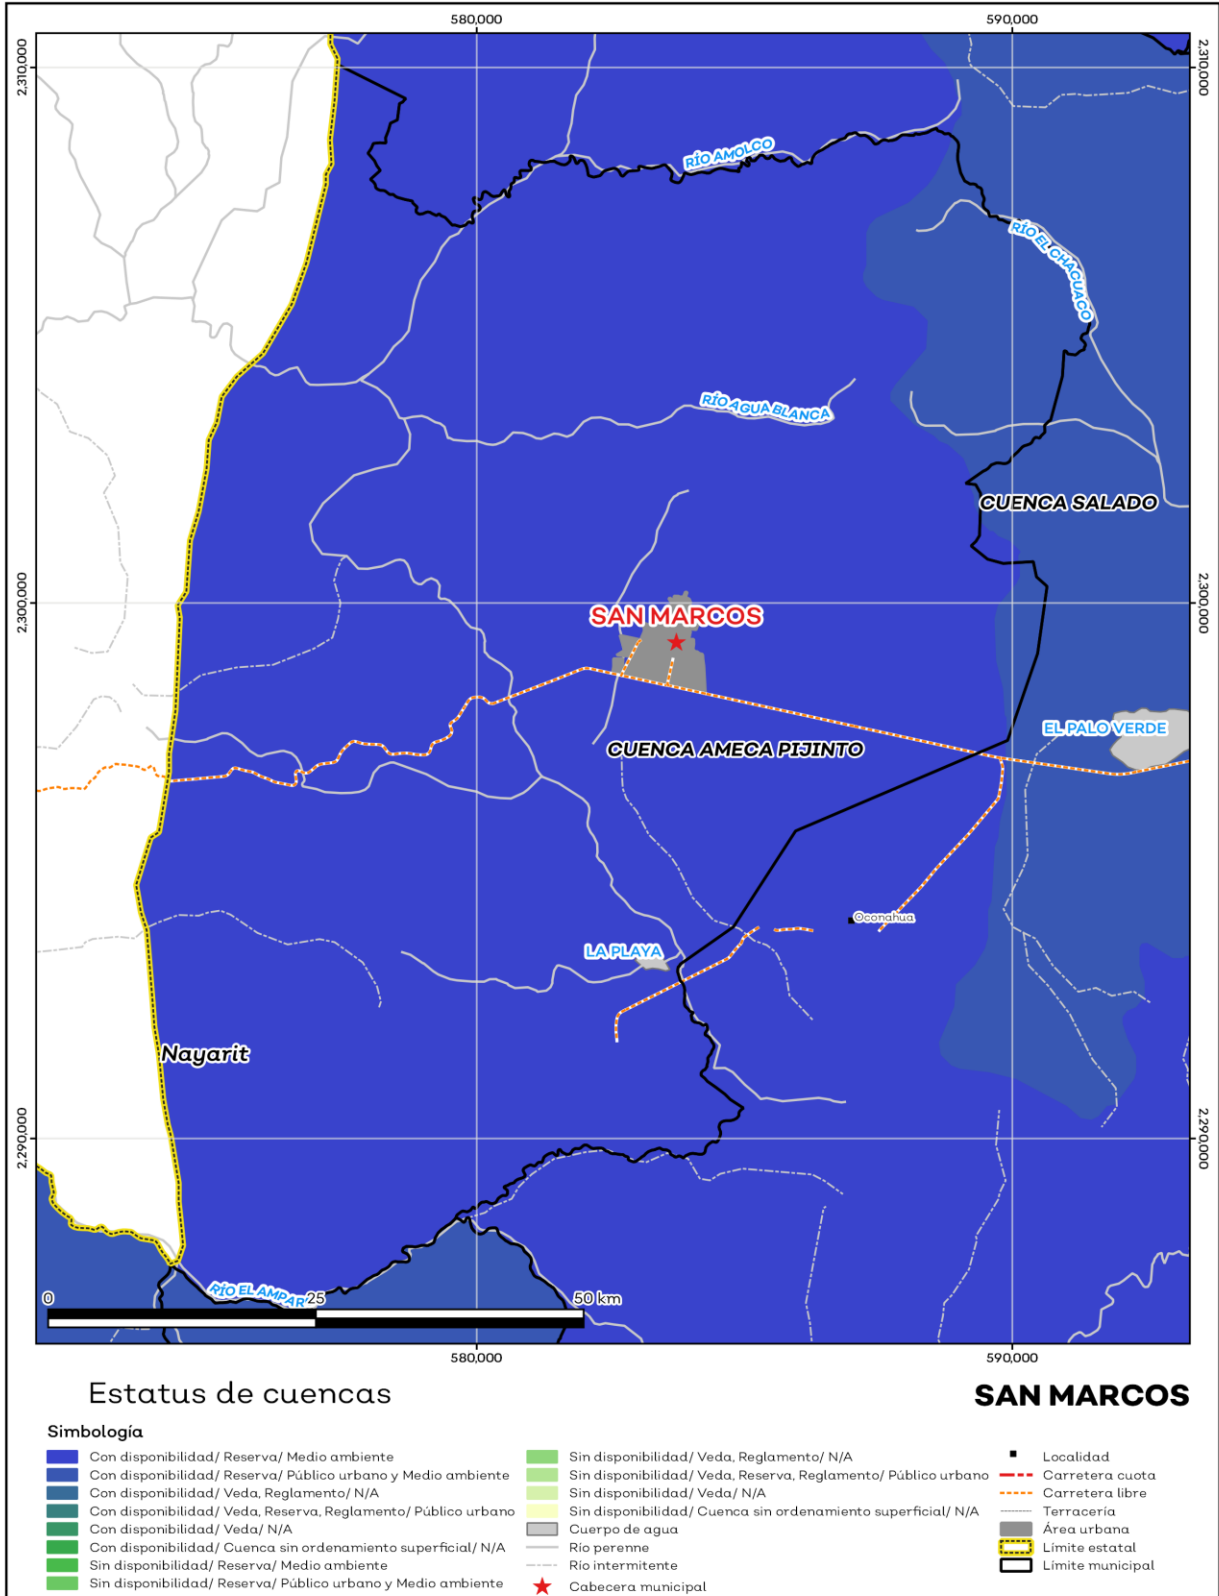 580,000
590,000
2,310,000
2,310,000
RÍO AMOLCO
RÍO EL CHACUACO
RÍO AGUA BLANCA
CUENCA SALADO
2,300,000
2,300,000
SAN MARCOS
EL PALO VERDE
CUENCA AMECA PIJINTO
Oconahua
LA PLAYA
Nayarit
2,290,000
2,290,000
RÍO EL AMPAR
0
25
50 km
580,000
590,000
Estatus de cuencas
SAN MARCOS
Simbología
Con disponibilidad/ Reserva/ Medio ambiente
Con disponibilidad/ Reserva/ Público urbano y Medio ambiente
Con disponibilidad/ Veda, Reglamento/ N/A
Con disponibilidad/ Veda, Reserva, Reglamento/ Público urbano
Con disponibilidad/ Veda/ N/A
Con disponibilidad/ Cuenca sin ordenamiento superficial/ N/A
Sin disponibilidad/ Reserva/ Medio ambiente
Sin disponibilidad/ Reserva/ Público urbano y Medio ambiente
Sin disponibilidad/ Veda, Reglamento/ N/A
Sin disponibilidad/ Veda, Reserva, Reglamento/ Público urbano
Sin disponibilidad/ Veda/ N/A
Sin disponibilidad/ Cuenca sin ordenamiento superficial/ N/A
Cuerpo de agua
Río perenne
Río intermitente
Cabecera municipal
Localidad
Carretera cuota
Carretera libre
Terracería
Área urbana
Límite estatal
Límite municipal